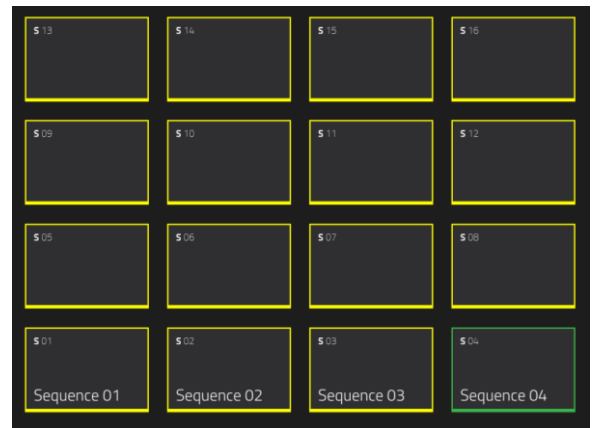 S 13
S 14
S 15
S 16
S 09
S 10
S 11
S 12
S 05
S 06
S 07
S 08
S 01
S 02
S 03
S 04
Sequence 01
Sequence 02
Sequence 03
Sequence 04